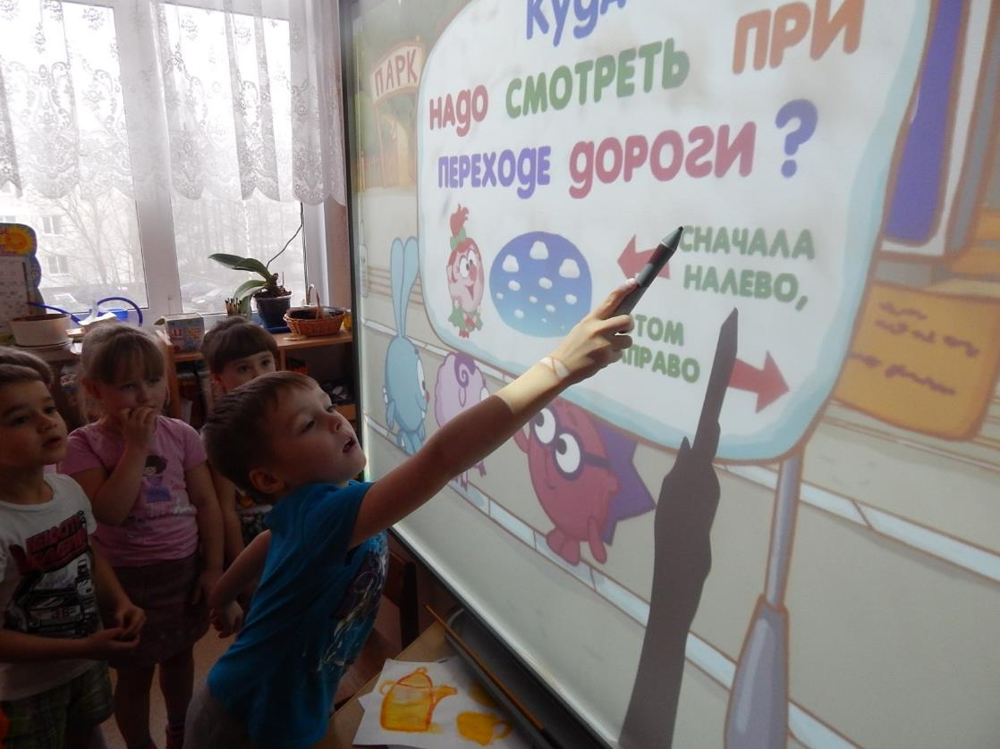 КУДА
НАДО СМОТРЕТЬ ПРИ
ПЕРЕХОДЕ ДОРОГИ ?
СНАЧАЛА
НАЛЕВО,
ПАРК